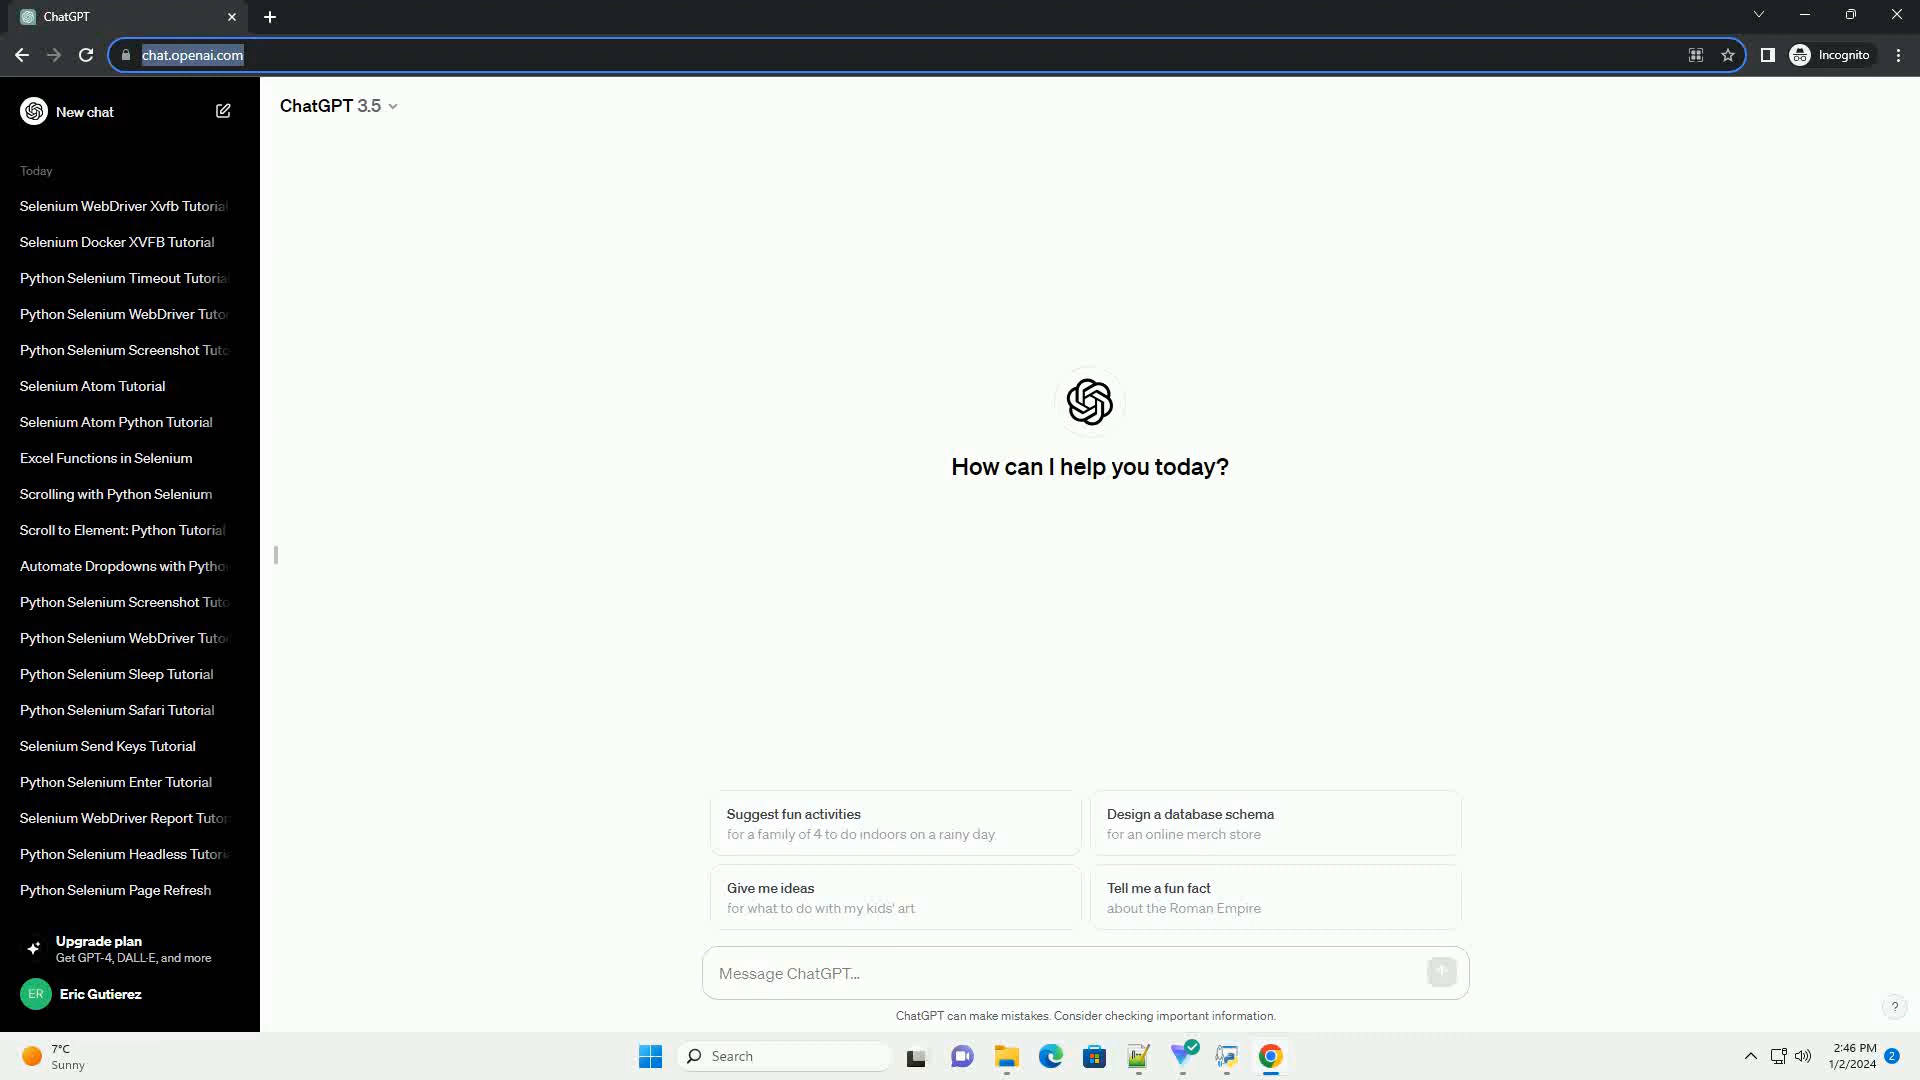 ChatGPT
chat.openai.com
Incognito
New chat
ChatGPT 3.5
Today
Selenium WebDriver Xvfb Tutorial
Selenium Docker XVFB Tutorial
Python Selenium Timeout Tutorial
Python Selenium WebDriver Tutor
Python Selenium Screenshot Tuto
Selenium Atom Tutorial
Selenium Atom Python Tutorial
Excel Functions in Selenium
Scrolling with Python Selenium
Scroll to Element: Python Tutorial
Automate Dropdowns with Pytho
Python Selenium Screenshot Tuto
Python Selenium WebDriver Tuto
Python Selenium Sleep Tutorial
Python Selenium Safari Tutorial
Selenium Send Keys Tutorial
Python Selenium Enter Tutorial
Selenium WebDriver Report Tutor
Python Selenium Headless Tutoria
Python Selenium Page Refresh
Upgrade plan
Get GPT-4, DALL·E, and more
ER
Eric Gutierez
How can I help you today?
Suggest fun activities
for a family of 4 to do indoors on a rainy day
Design a database schema
for an online merch store
Give me ideas
for what to do with my kids' art
Tell me a fun fact
about the Roman Empire
Message ChatGPT...
ChatGPT can make mistakes. Consider checking important information.
?
7°C
Sunny
Search
2:46 PM
1/2/2024
2